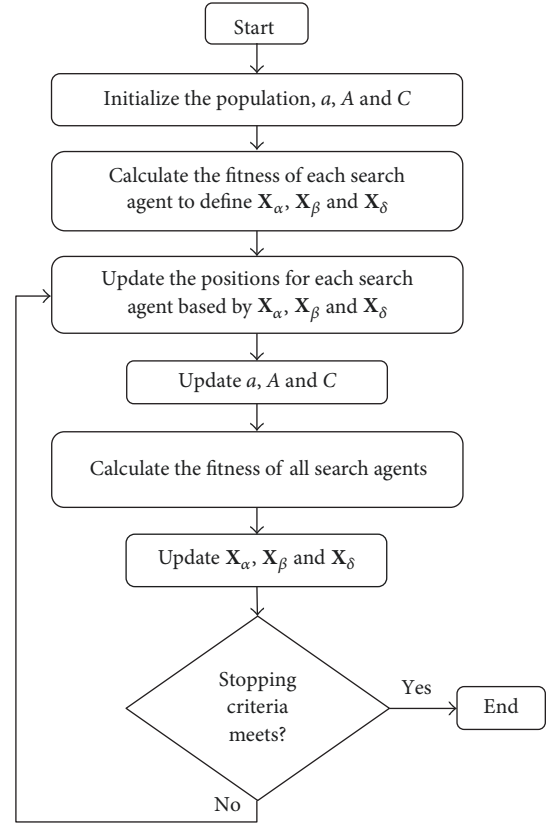 Start
Initialize the population, a, A and C
Calculate the fitness of each search
agent to define Xα, Xβ and Xδ
Update the positions for each search
agent based by Xα, Xβ and Xδ
Update a, A and C
Calculate the fitness of all search agents
Update Xα, Xβ and Xδ
Stopping
criteria
meets?
Yes
End
No